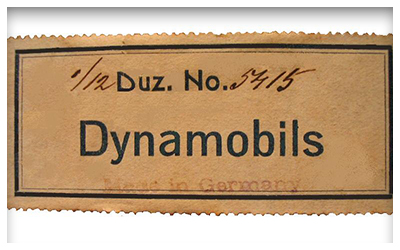 1/12 Duz. No. 5415
Dynamobils
Made in Germany